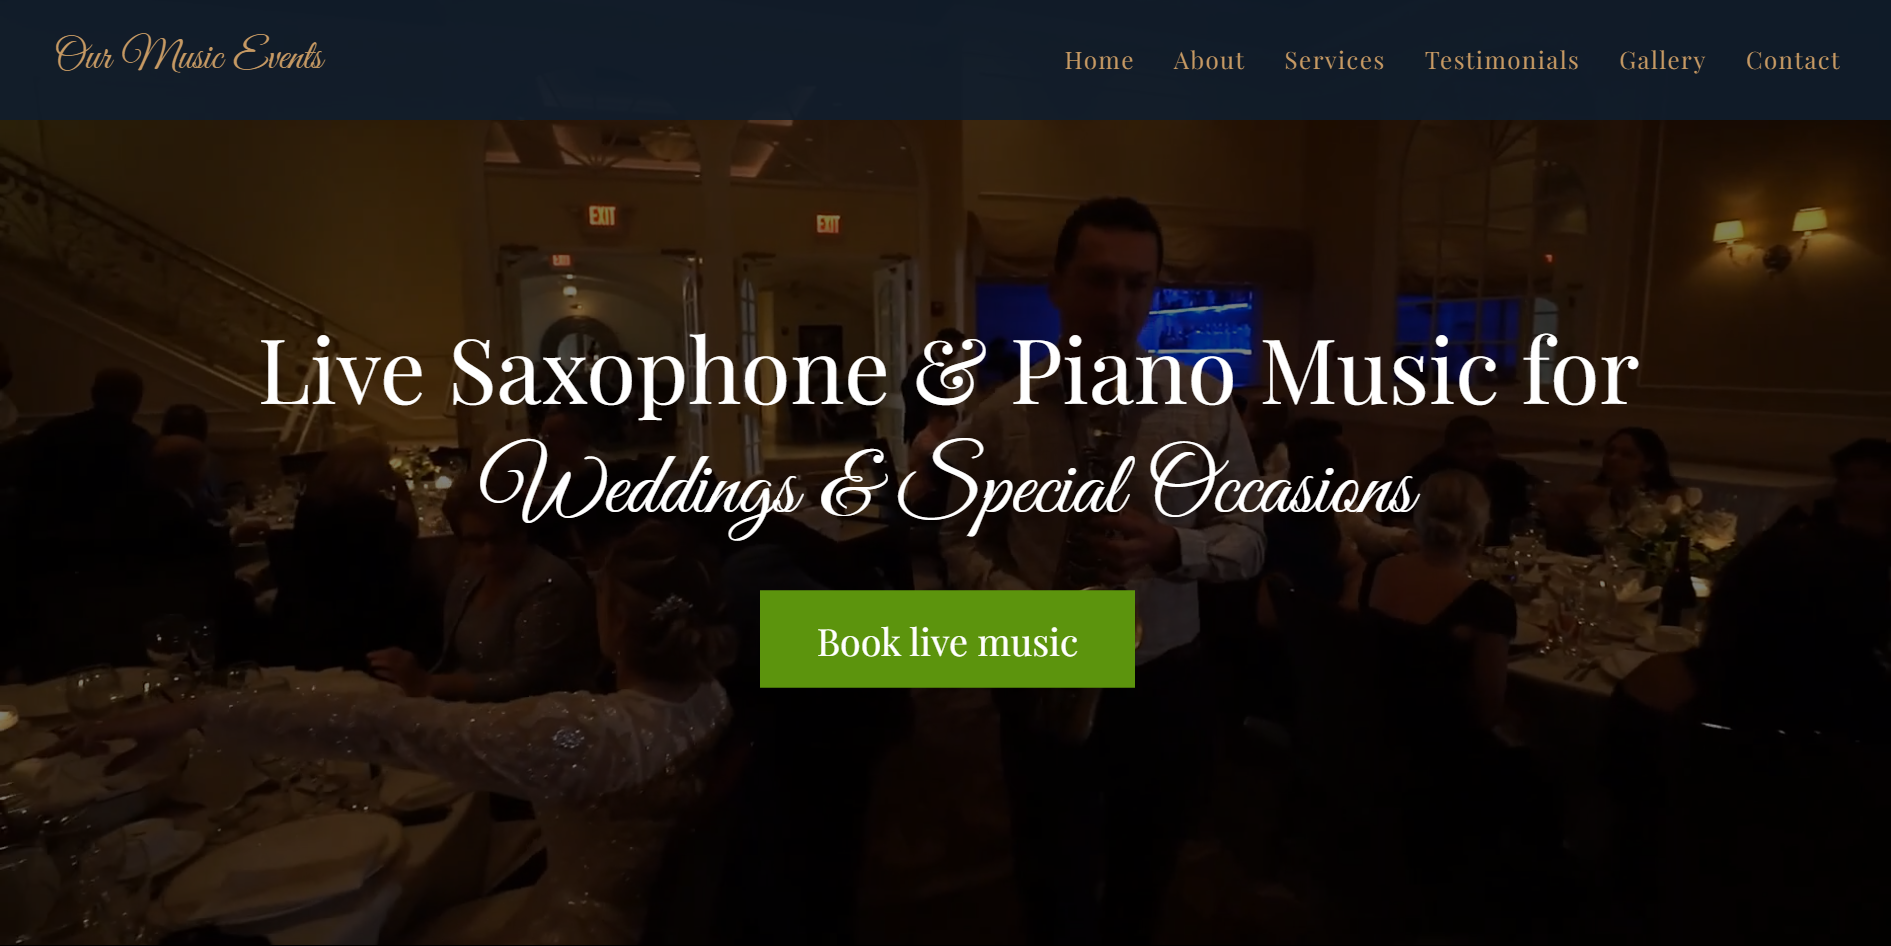 Our Music Events
Home About Services Testimonials Gallery Contact
EXIT
EXIT
EXIT
Live Saxophone & Piano Music for
Weddings & Special Occasions
Book live music